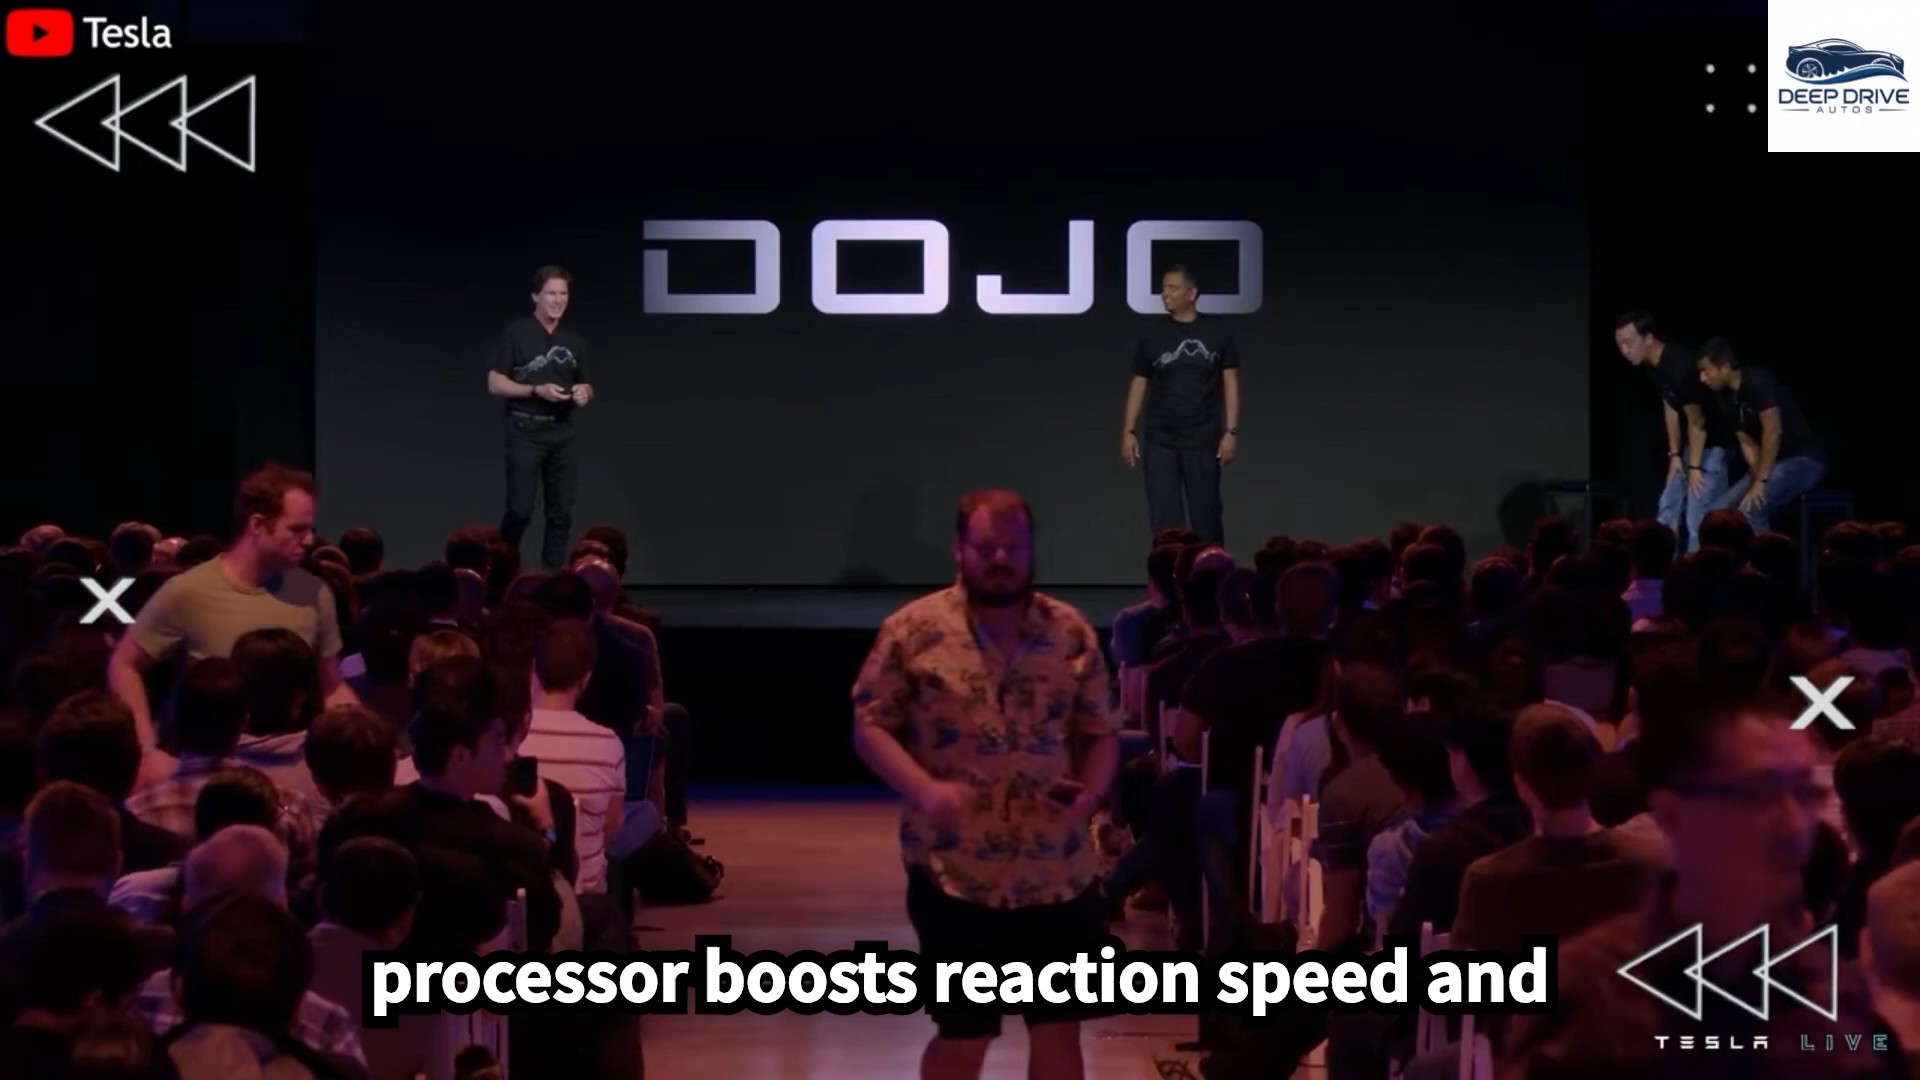 Tesla
DEEP DRIVE
AUTOS
DOJO
processor boosts reaction speed and
TESLA LIVE